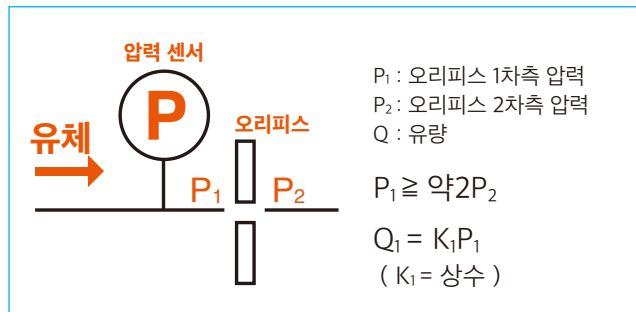 압력 센서
P
유체
오리피스
P₁
P₂
P₁ : 오리피스 1차측 압력
P₂ : 오리피스 2차측 압력
Q : 유량
P₁ ≧ 약2P₂
Q₁ = K₁P₁
( K₁ = 상수 )